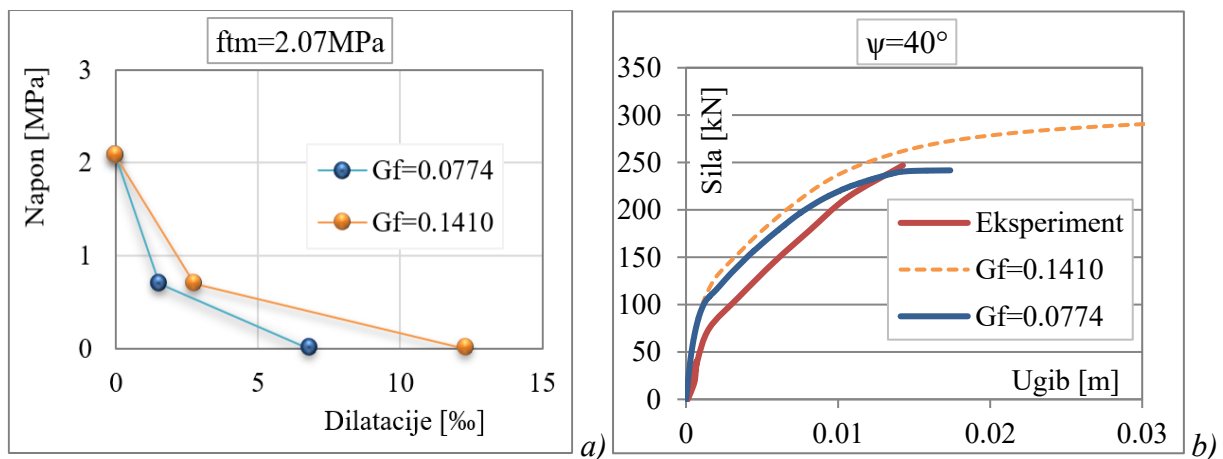 ftm=2.07MPa
Napon [MPa]
3
2
1
0
0
5
10
15
Dilatacije [‰]
Gf=0.0774
Gf=0.1410
a)
ψ=40°
Sila [kN]
350
300
250
200
150
100
50
0
0
0.01
0.02
0.03
Ugib [m]
Eksperiment
Gf=0.1410
Gf=0.0774
b)